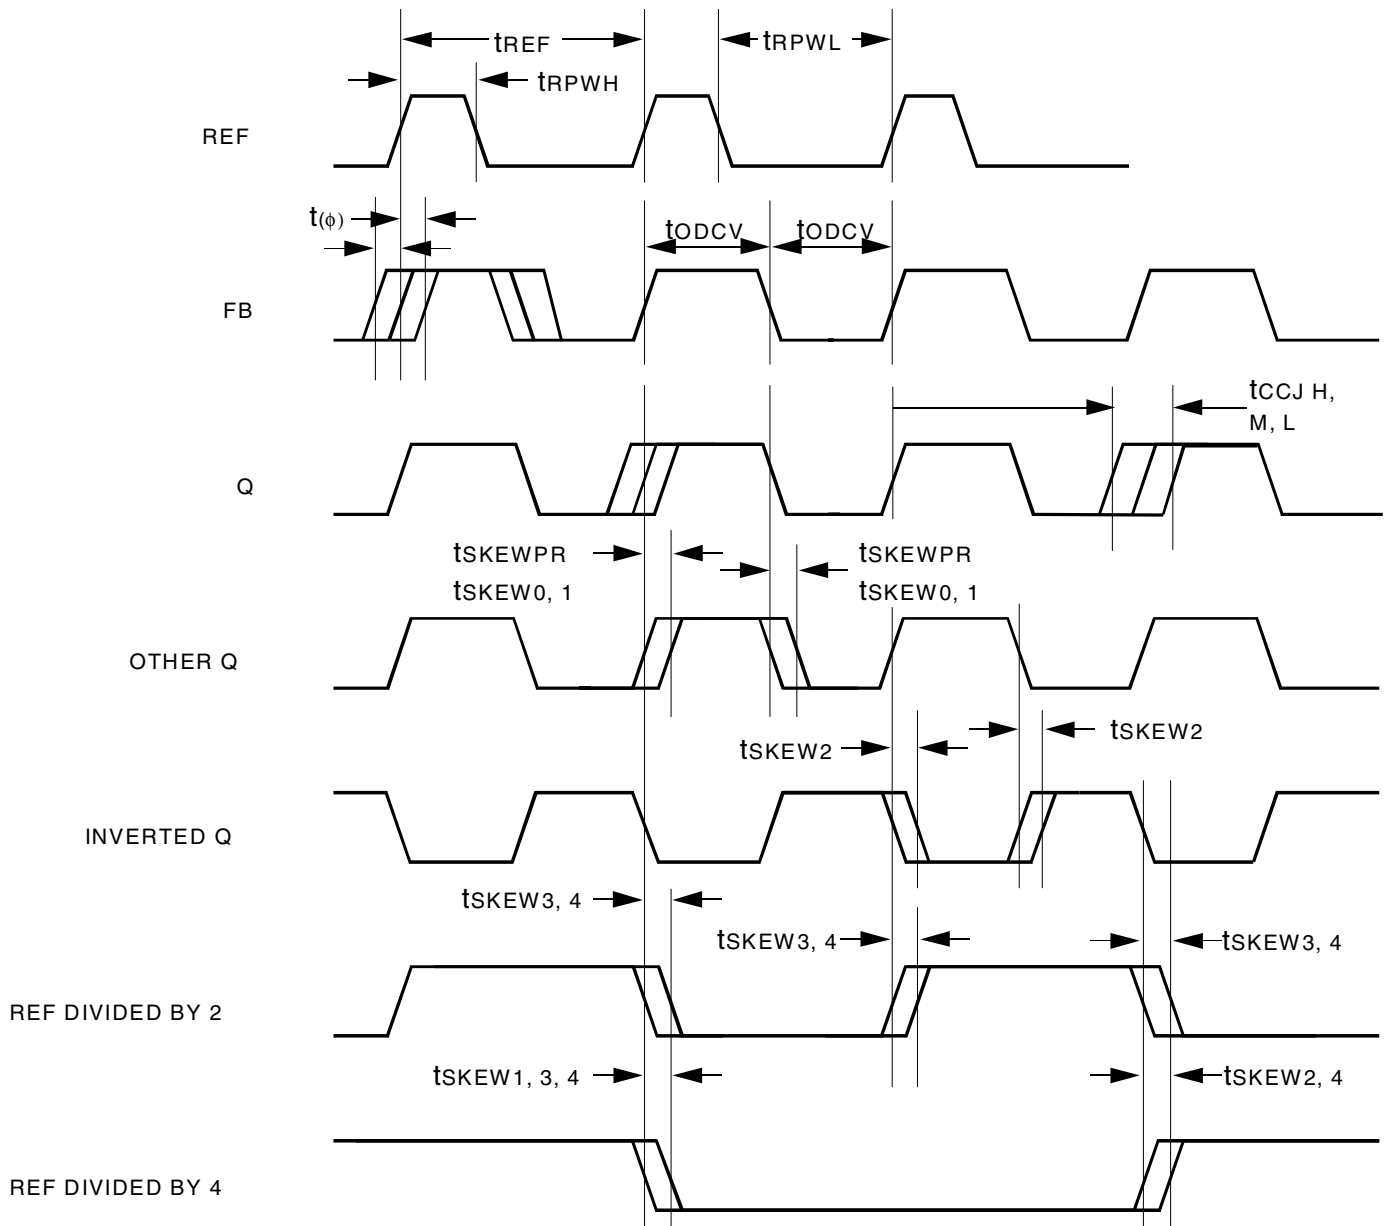 tREF
tRPWL
tRPWH
REF
t(ϕ)
tODCV
tODCV
FB
tCCJ H,
M, L
Q
tSKEWPR
tSKEW0, 1
tSKEWPR
tSKEW0, 1
OTHER Q
tSKEW2
tSKEW2
INVERTED Q
tSKEW3, 4
tSKEW3, 4
tSKEW3, 4
REF DIVIDED BY 2
tSKEW1, 3, 4
tSKEW2, 4
REF DIVIDED BY 4